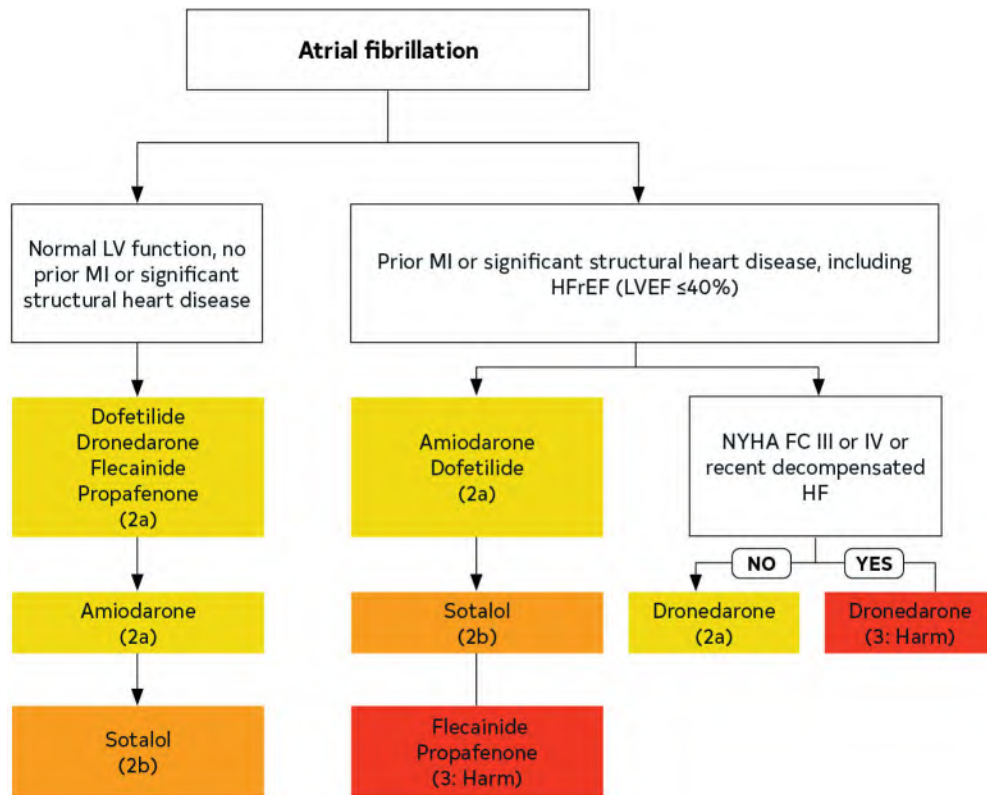 Atrial fibrillation
Normal LV function, no
prior MI or significant
structural heart disease
Prior MI or significant structural heart disease, including
HFrEF (LVEF ≤40%)
Dofetilide
Dronedarone
Flecainide
Propafenone
(2a)
Amiodarone
Dofetilide
(2a)
NYHA FC III or IV or
recent decompensated
HF
NO
YES
Amiodarone
(2a)
Sotalol
(2b)
Dronedarone
(2a)
Dronedarone
(3: Harm)
Sotalol
(2b)
Flecainide
Propafenone
(3: Harm)